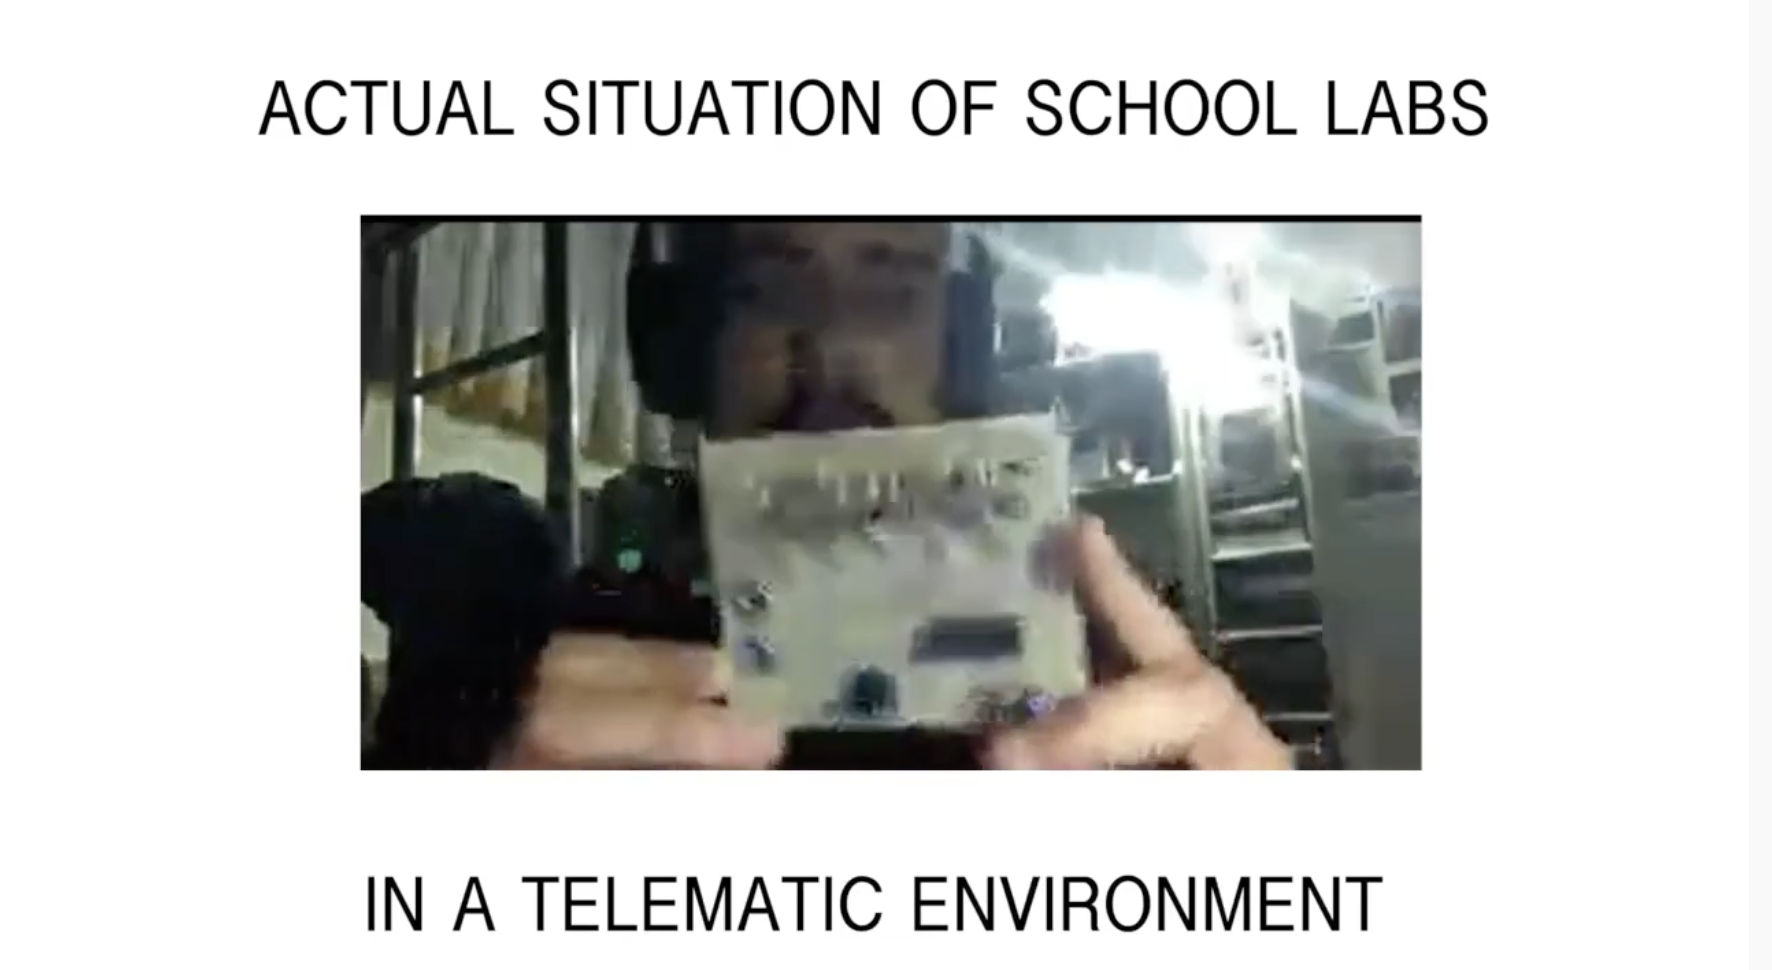 ACTUAL SITUATION OF SCHOOL LABS
IN A TELEMATIC ENVIRONMENT